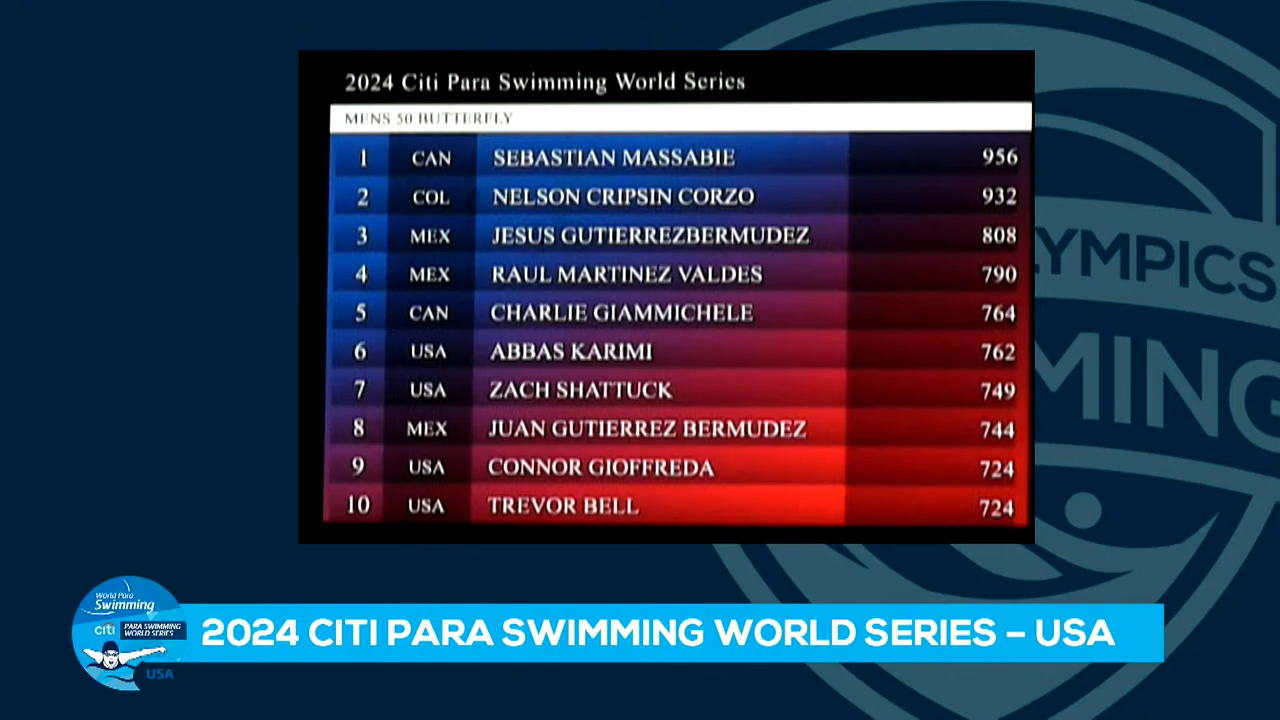 2024 Citi Para Swimming World Series
MENS 50 BUTTERFLY
1 CAN SEBASTIAN MASSABIE 956
2 COL NELSON CRIPSIN CORZO 932
3 MEX JESUS GUTIERREZBERMUDEZ 808
4 MEX RAUL MARTINEZ VALDES 790
5 CAN CHARLIE GIAMMICHELE 764
6 USA ABBAS KARIMI 762
7 USA ZACH SHATTUCK 749
8 MEX JUAN GUTIERREZ BERMUDEZ 744
9 USA CONNOR GIOFFREDA 724
10 USA TREVOR BELL 724
LYMPICS
MING
World Para
Swimming
citi PARA SWIMMING
WORLD SERIES
USA
2024 CITI PARA SWIMMING WORLD SERIES – USA